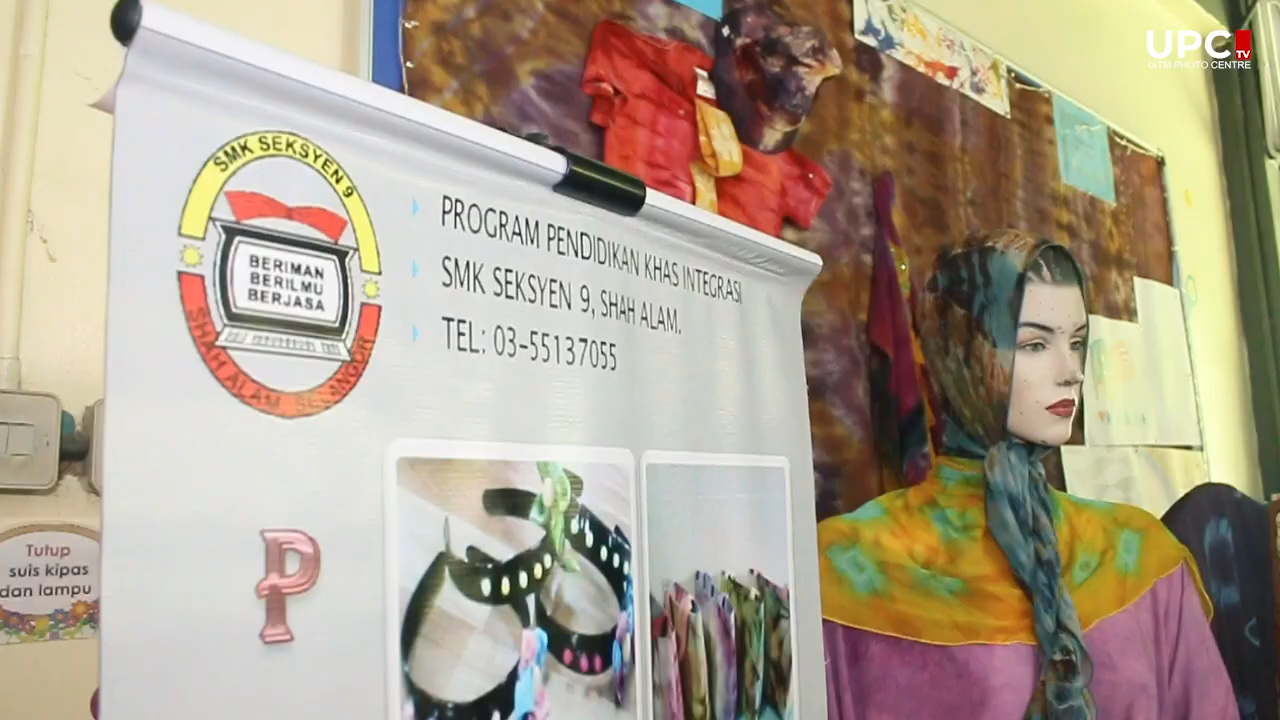 UPC
TV
UiTM PHOTO CENTRE
SMK SEKSYEN 9
BERIMAN
BERILMU
BERJASA
SHAH ALAM SELANGOR
PROGRAM PENDIDIKAN KHAS INTEGRASI
SMK SEKSYEN 9, SHAH ALAM.
TEL: 03-55137055
P
Tutup
suis kipas
dan lampu